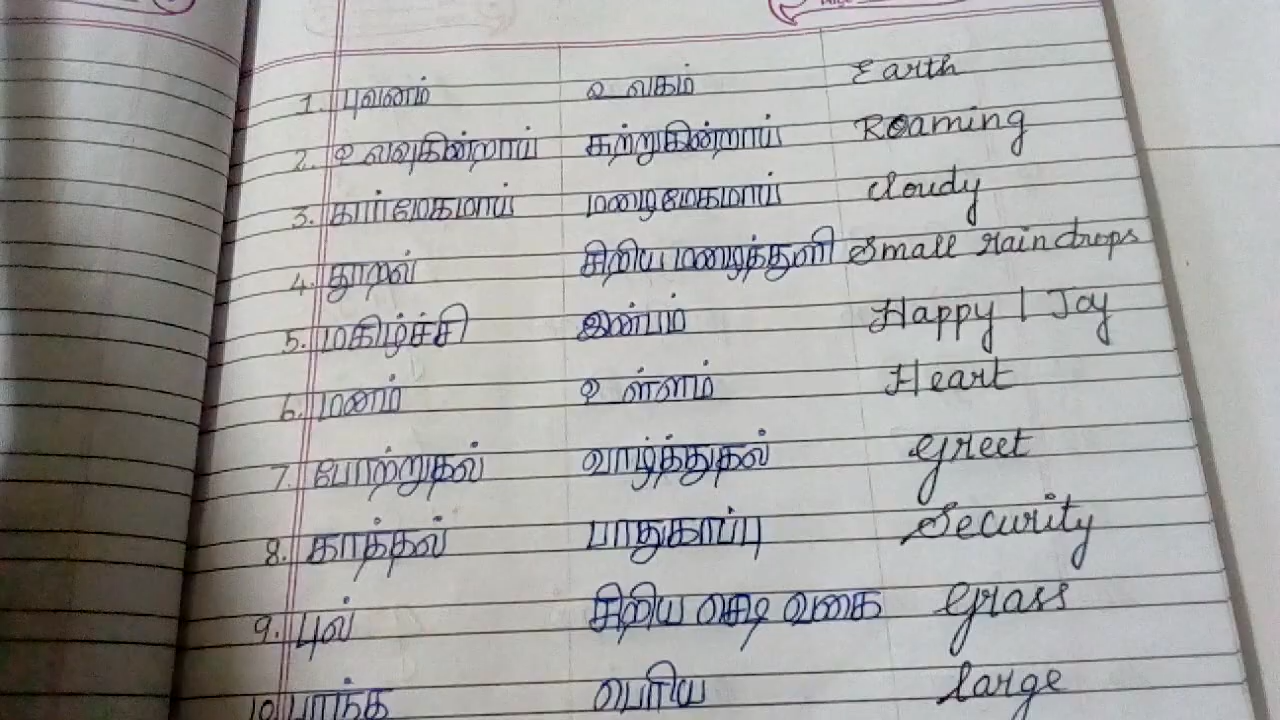 1. புவனம் உலகம் Earth
2. உலவுகின்றாய் சுற்றுகின்றாய் Roaming
3. கார்மேகமாய் மழைமேகமாய் cloudy
4. தூறல் சிறிய மழைத்துளி Small raindrops
5. மகிழ்ச்சி இன்பம் Happy | Joy
6. மனம் உள்ளம் Heart
7. போற்றுதல் வாழ்த்துதல் Greet
8. காத்தல் பாதுகாப்பு Security
9. புல் சிறிய செடி வகை Grass
10 பரந்த பெரிய Large